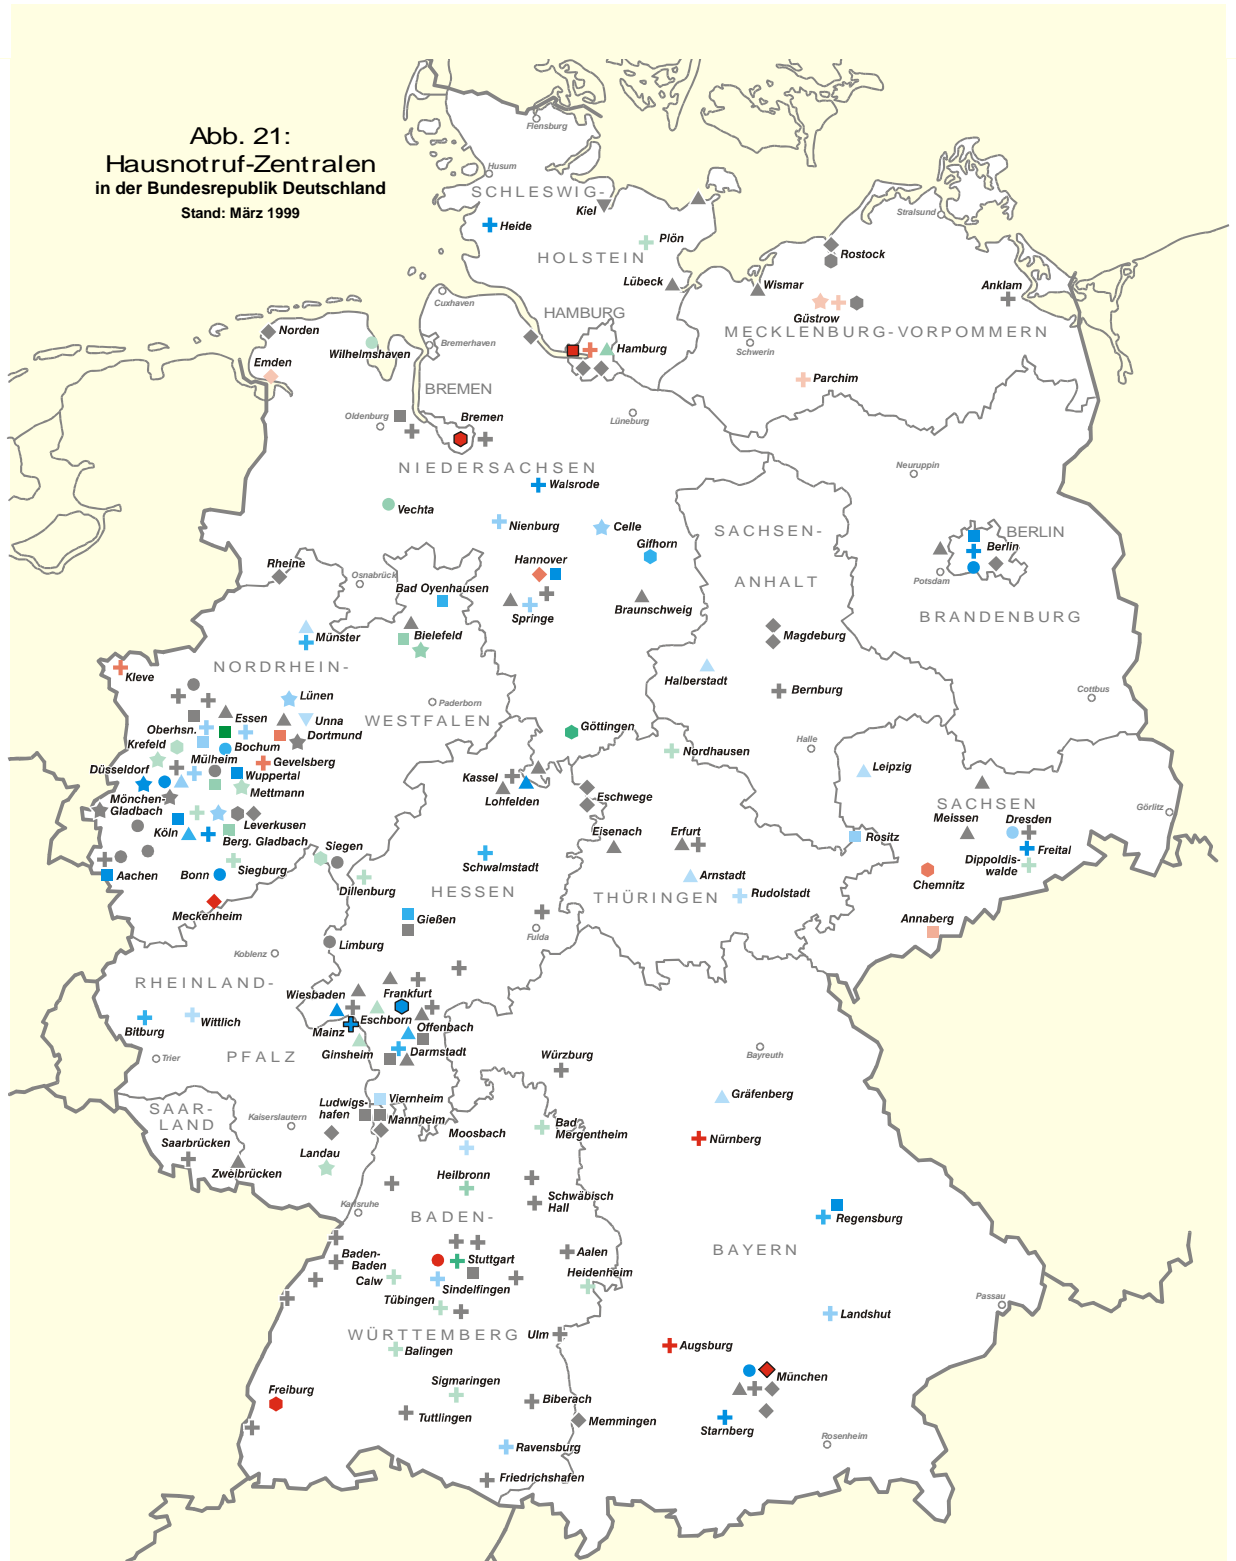 Abb. 21:
Hausnotruf-Zentralen
in der Bundesrepublik Deutschland
Stand: März 1999
Flensburg
Husum
SCHLESWIG-
Kiel
Heide
Plön
HOLSTEIN
Lübeck
Stralsund
Rostock
Wismar
Anklam
Güstrow
MECKLENBURG-VORPOMMERN
Schwerin
Parchim
Cuxhaven
HAMBURG
Hamburg
Norden
Wilhelmshaven
Bremerhaven
Emden
BREMEN
Oldenburg
Bremen
Lüneburg
NIEDERSACHSEN
Neuruppin
Walsrode
Vechta
Nienburg
Celle
Gifhorn
SACHSEN-
ANHALT
BERLIN
Berlin
Potsdam
BRANDENBURG
Rheine
Osnabrück
Hannover
Bad Oyenhausen
Springe
Braunschweig
Magdeburg
Münster
Bielefeld
Halberstadt
Bernburg
Cottbus
Kleve
NORDRHEIN-
WESTFALEN
Paderborn
Lünen
Essen
Unna
Oberhsn.
Dortmund
Krefeld
Bochum
Mülheim
Gevelsberg
Düsseldorf
Wuppertal
Mettmann
Mönchen-
Gladbach
Leverkusen
Köln
Berg. Gladbach
Siegen
Siegburg
Aachen
Bonn
Meckenheim
Göttingen
Nordhausen
Halle
Leipzig
Kassel
Lohfelden
Eschwege
Görlitz
SACHSEN
Meissen
Dresden
Eisenach
Erfurt
Rositz
Freital
Dippoldis-
walde
Schwalmstadt
Chemnitz
Dillenburg
HESSEN
Arnstadt
THÜRINGEN
Rudolstadt
Annaberg
Gießen
Fulda
Limburg
Koblenz
RHEINLAND-
Wiesbaden
Frankfurt
Bitburg
Wittlich
Mainz
Eschborn
Offenbach
Ginsheim
Darmstadt
Trier
PFALZ
Würzburg
Bayreuth
SAAR-
LAND
Kaiserslautern
Ludwigs-
hafen
Viernheim
Mannheim
Gräfenberg
Saarbrücken
Zweibrücken
Landau
Moosbach
Bad
Mergentheim
Nürnberg
Heilbronn
Karlsruhe
Schwäbisch
Hall
BADEN-
Regensburg
Baden-
Baden
Stuttgart
Aalen
BAYERN
Calw
Sindelfingen
Heidenheim
Tübingen
Passau
Landshut
WÜRTTEMBERG
Ulm
Augsburg
Balingen
München
Sigmaringen
Freiburg
Biberach
Tuttlingen
Memmingen
Starnberg
Rosenheim
Ravensburg
Friedrichshafen